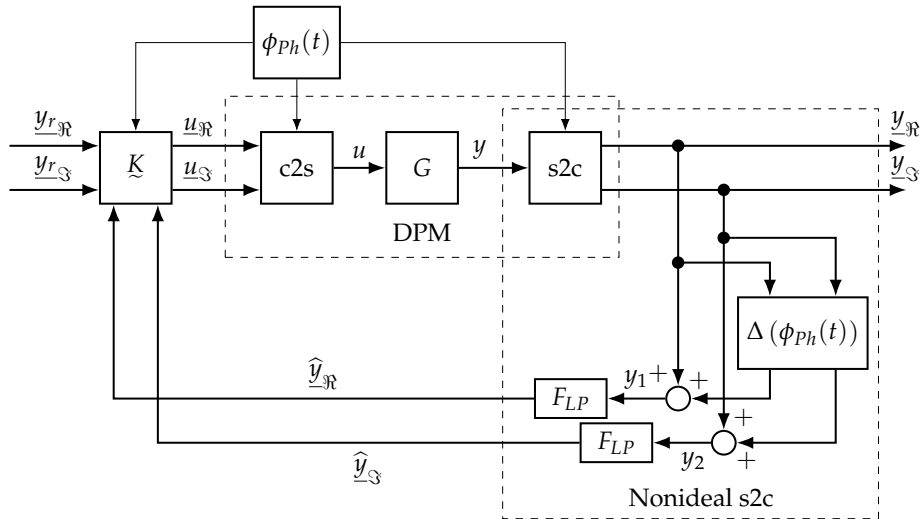 ϕ_Ph(t)
y_r_ℜ
y_r_ℑ
K
u_ℜ
u_ℑ
c2s
u
G
y
s2c
y_ℜ
y_ℑ
DPM
Δ (ϕ_Ph(t))
ŷ_ℜ
F_LP
y_1
+
+
ŷ_ℑ
F_LP
y_2
+
+
Nonideal s2c